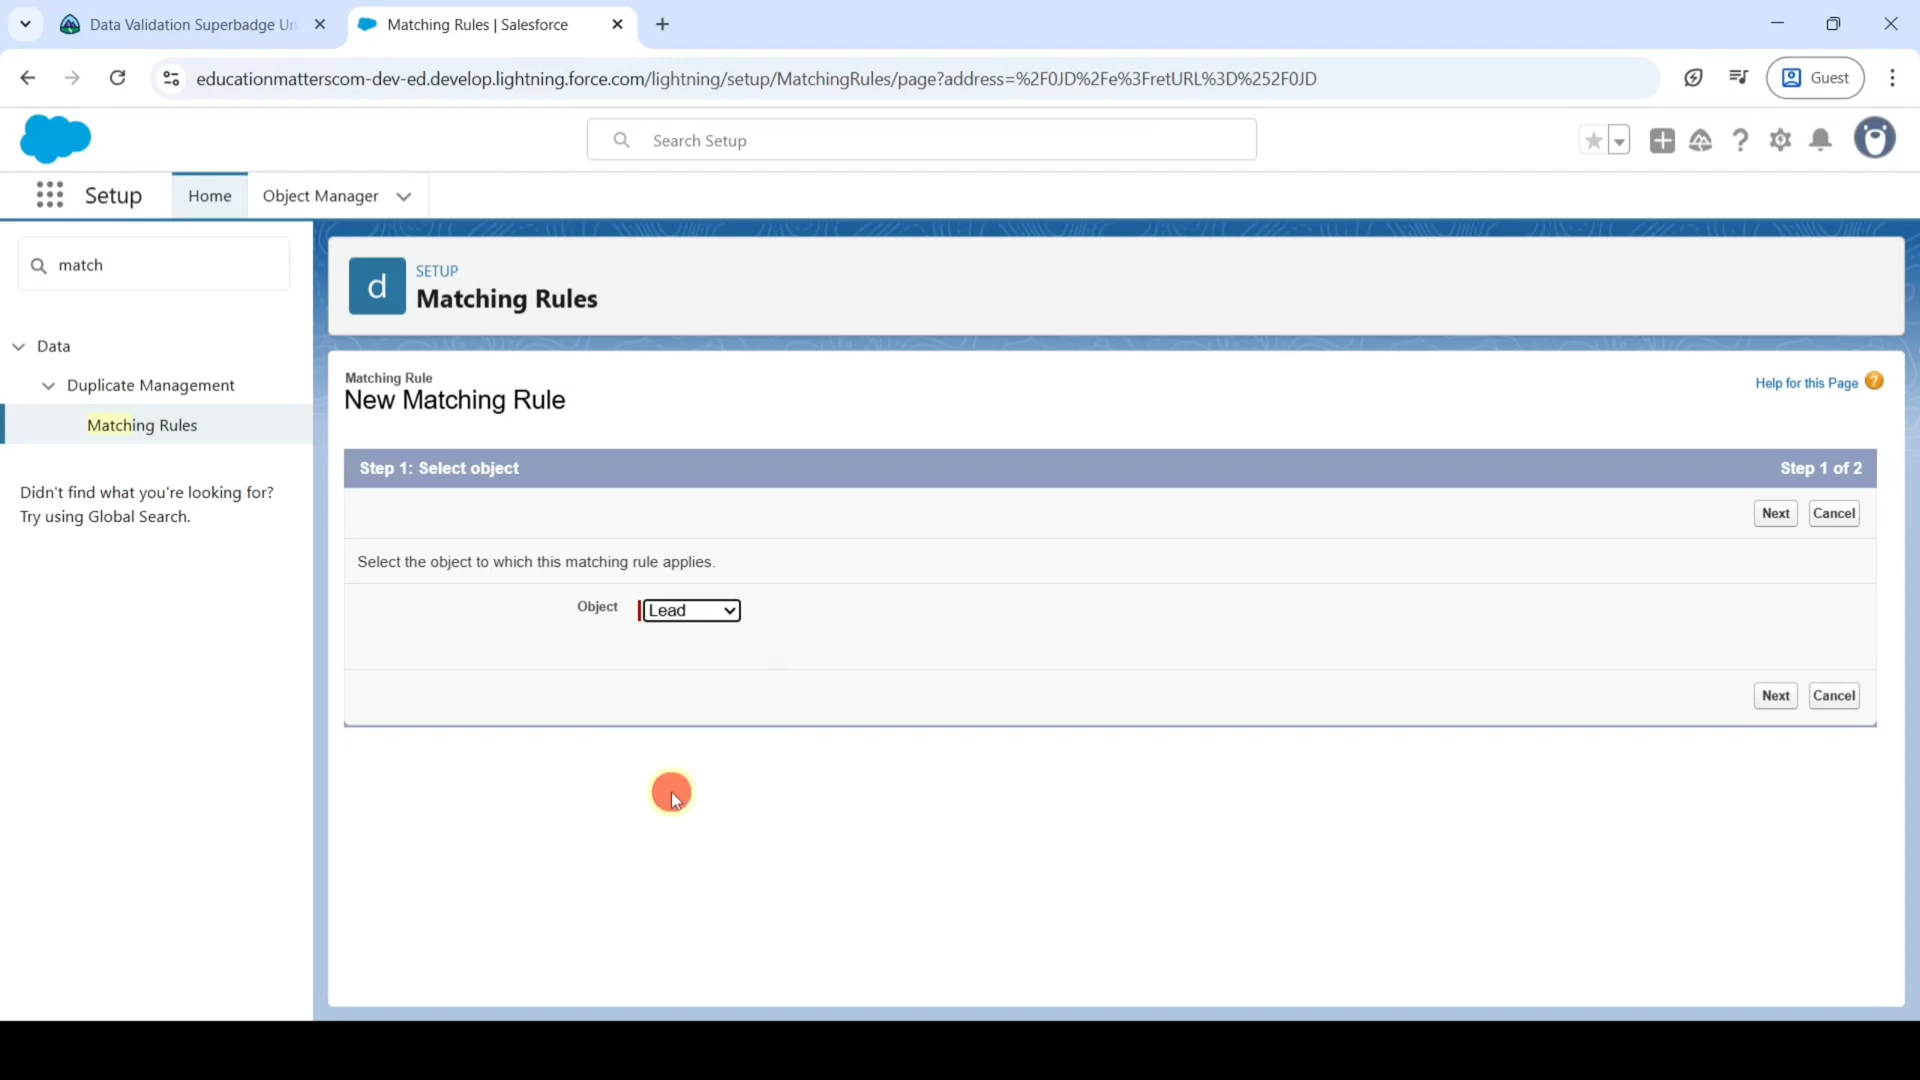 Data Validation Superbadge Un
Matching Rules | Salesforce
educationmatterscom-dev-ed.develop.lightning.force.com/lightning/setup/MatchingRules/page?address=%2F0JD%2Fe%3FretURL%3D%252F0JD
Guest
Search Setup
Setup
Home
Object Manager
match
Data
Duplicate Management
Matching Rules
Didn't find what you're looking for?
Try using Global Search.
d
SETUP
Matching Rules
Matching Rule
New Matching Rule
Help for this Page ?
Step 1: Select object
Step 1 of 2
Next
Cancel
Select the object to which this matching rule applies.
Object
Lead
Next
Cancel